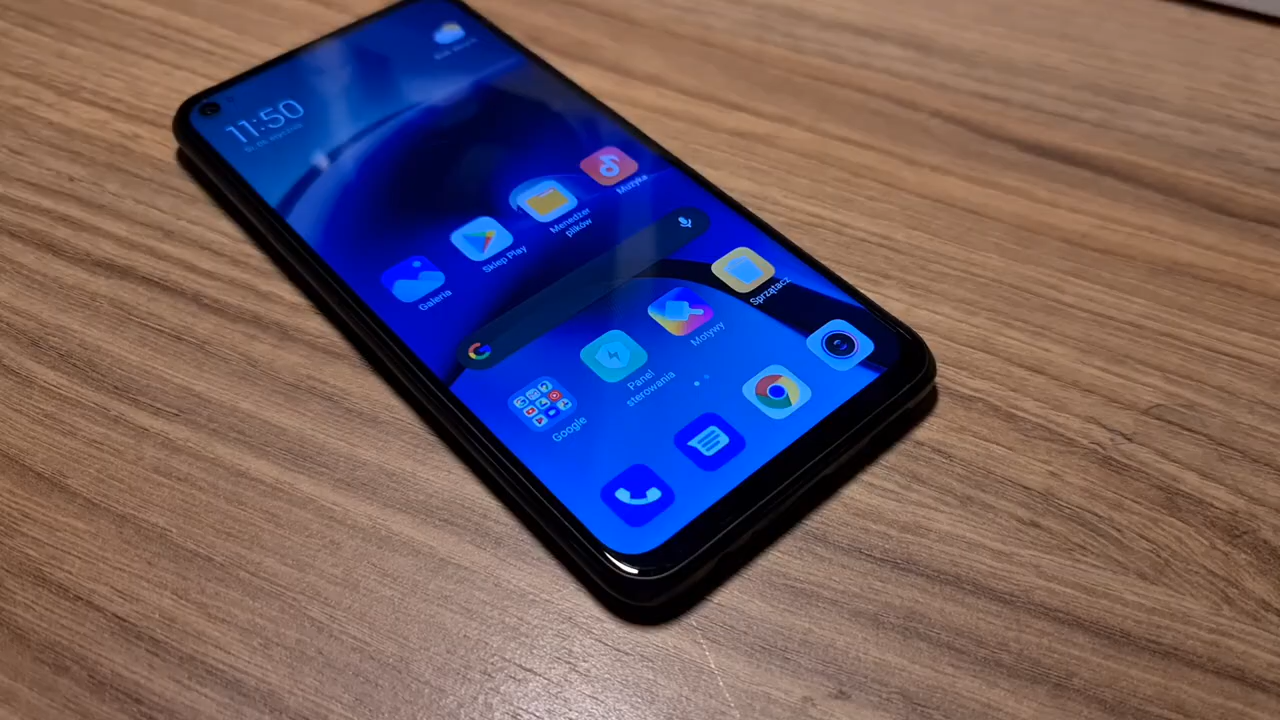 11:50
Galeria
Sklep Play
Menedżer
plików
Muzyka
Google
Panel
sterowania
Motywy
Sprzątacz